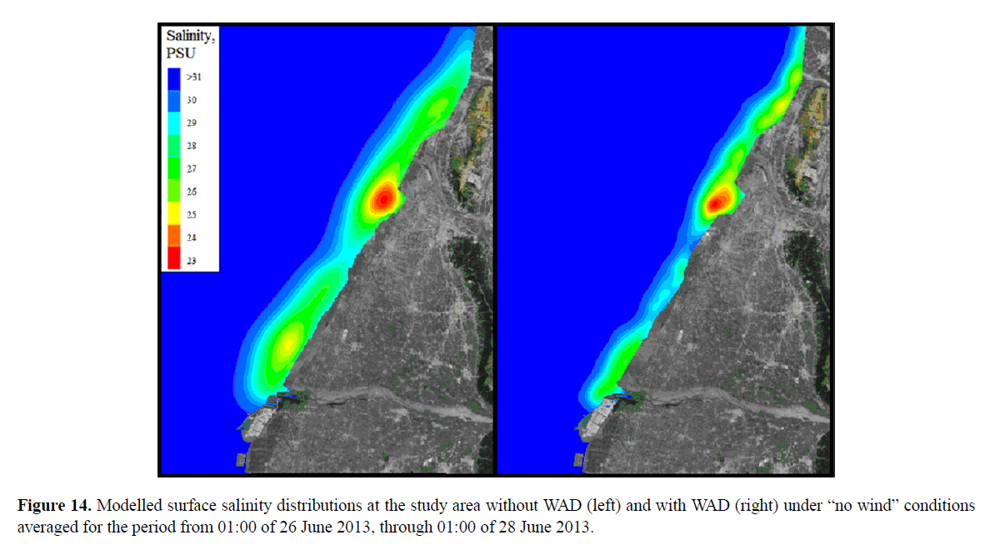 Salinity,
PSU
>31
30
29
28
27
26
25
24
23
Figure 14. Modelled surface salinity distributions at the study area without WAD (left) and with WAD (right) under “no wind” conditions
averaged for the period from 01:00 of 26 June 2013, through 01:00 of 28 June 2013.